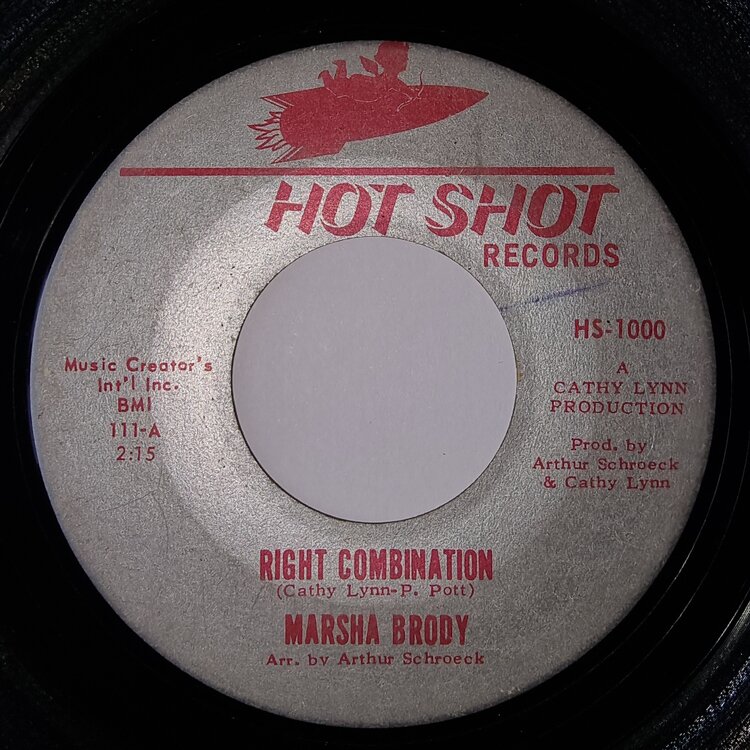 HOT SHOT
RECORDS
HS-1000
Music Creator's
Int'l Inc.
BMI
111-A
2:15
A
CATHY LYNN
PRODUCTION
Prod. by
Arthur Schroeck
& Cathy Lynn
RIGHT COMBINATION
(Cathy Lynn-P. Pott)
MARSHA BRODY
Arr. by Arthur Schroeck